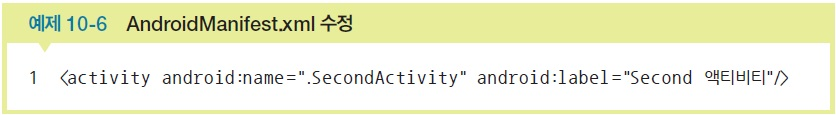 예제 10-6 AndroidManifest.xml 수정
1 <activity android:name=".SecondActivity" android:label="Second 액티비티"/>